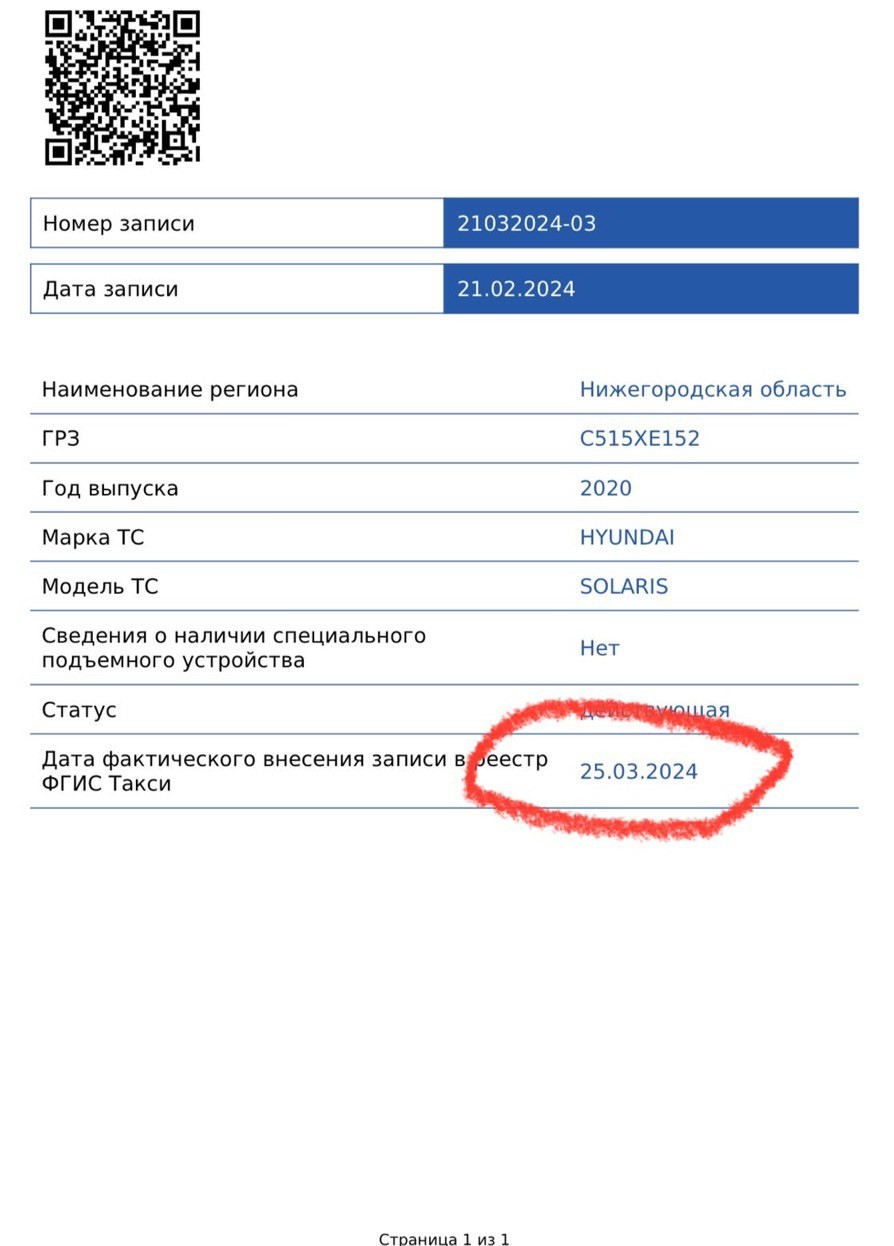 Номер записи 21032024-03
Дата записи 21.02.2024
Наименование региона Нижегородская область
ГРЗ С515ХЕ152
Год выпуска 2020
Марка ТС HYUNDAI
Модель ТС SOLARIS
Сведения о наличии специального
подъемного устройства Нет
Статус действующая
Дата фактического внесения записи в реестр
ФГИС Такси 25.03.2024
Страница 1 из 1